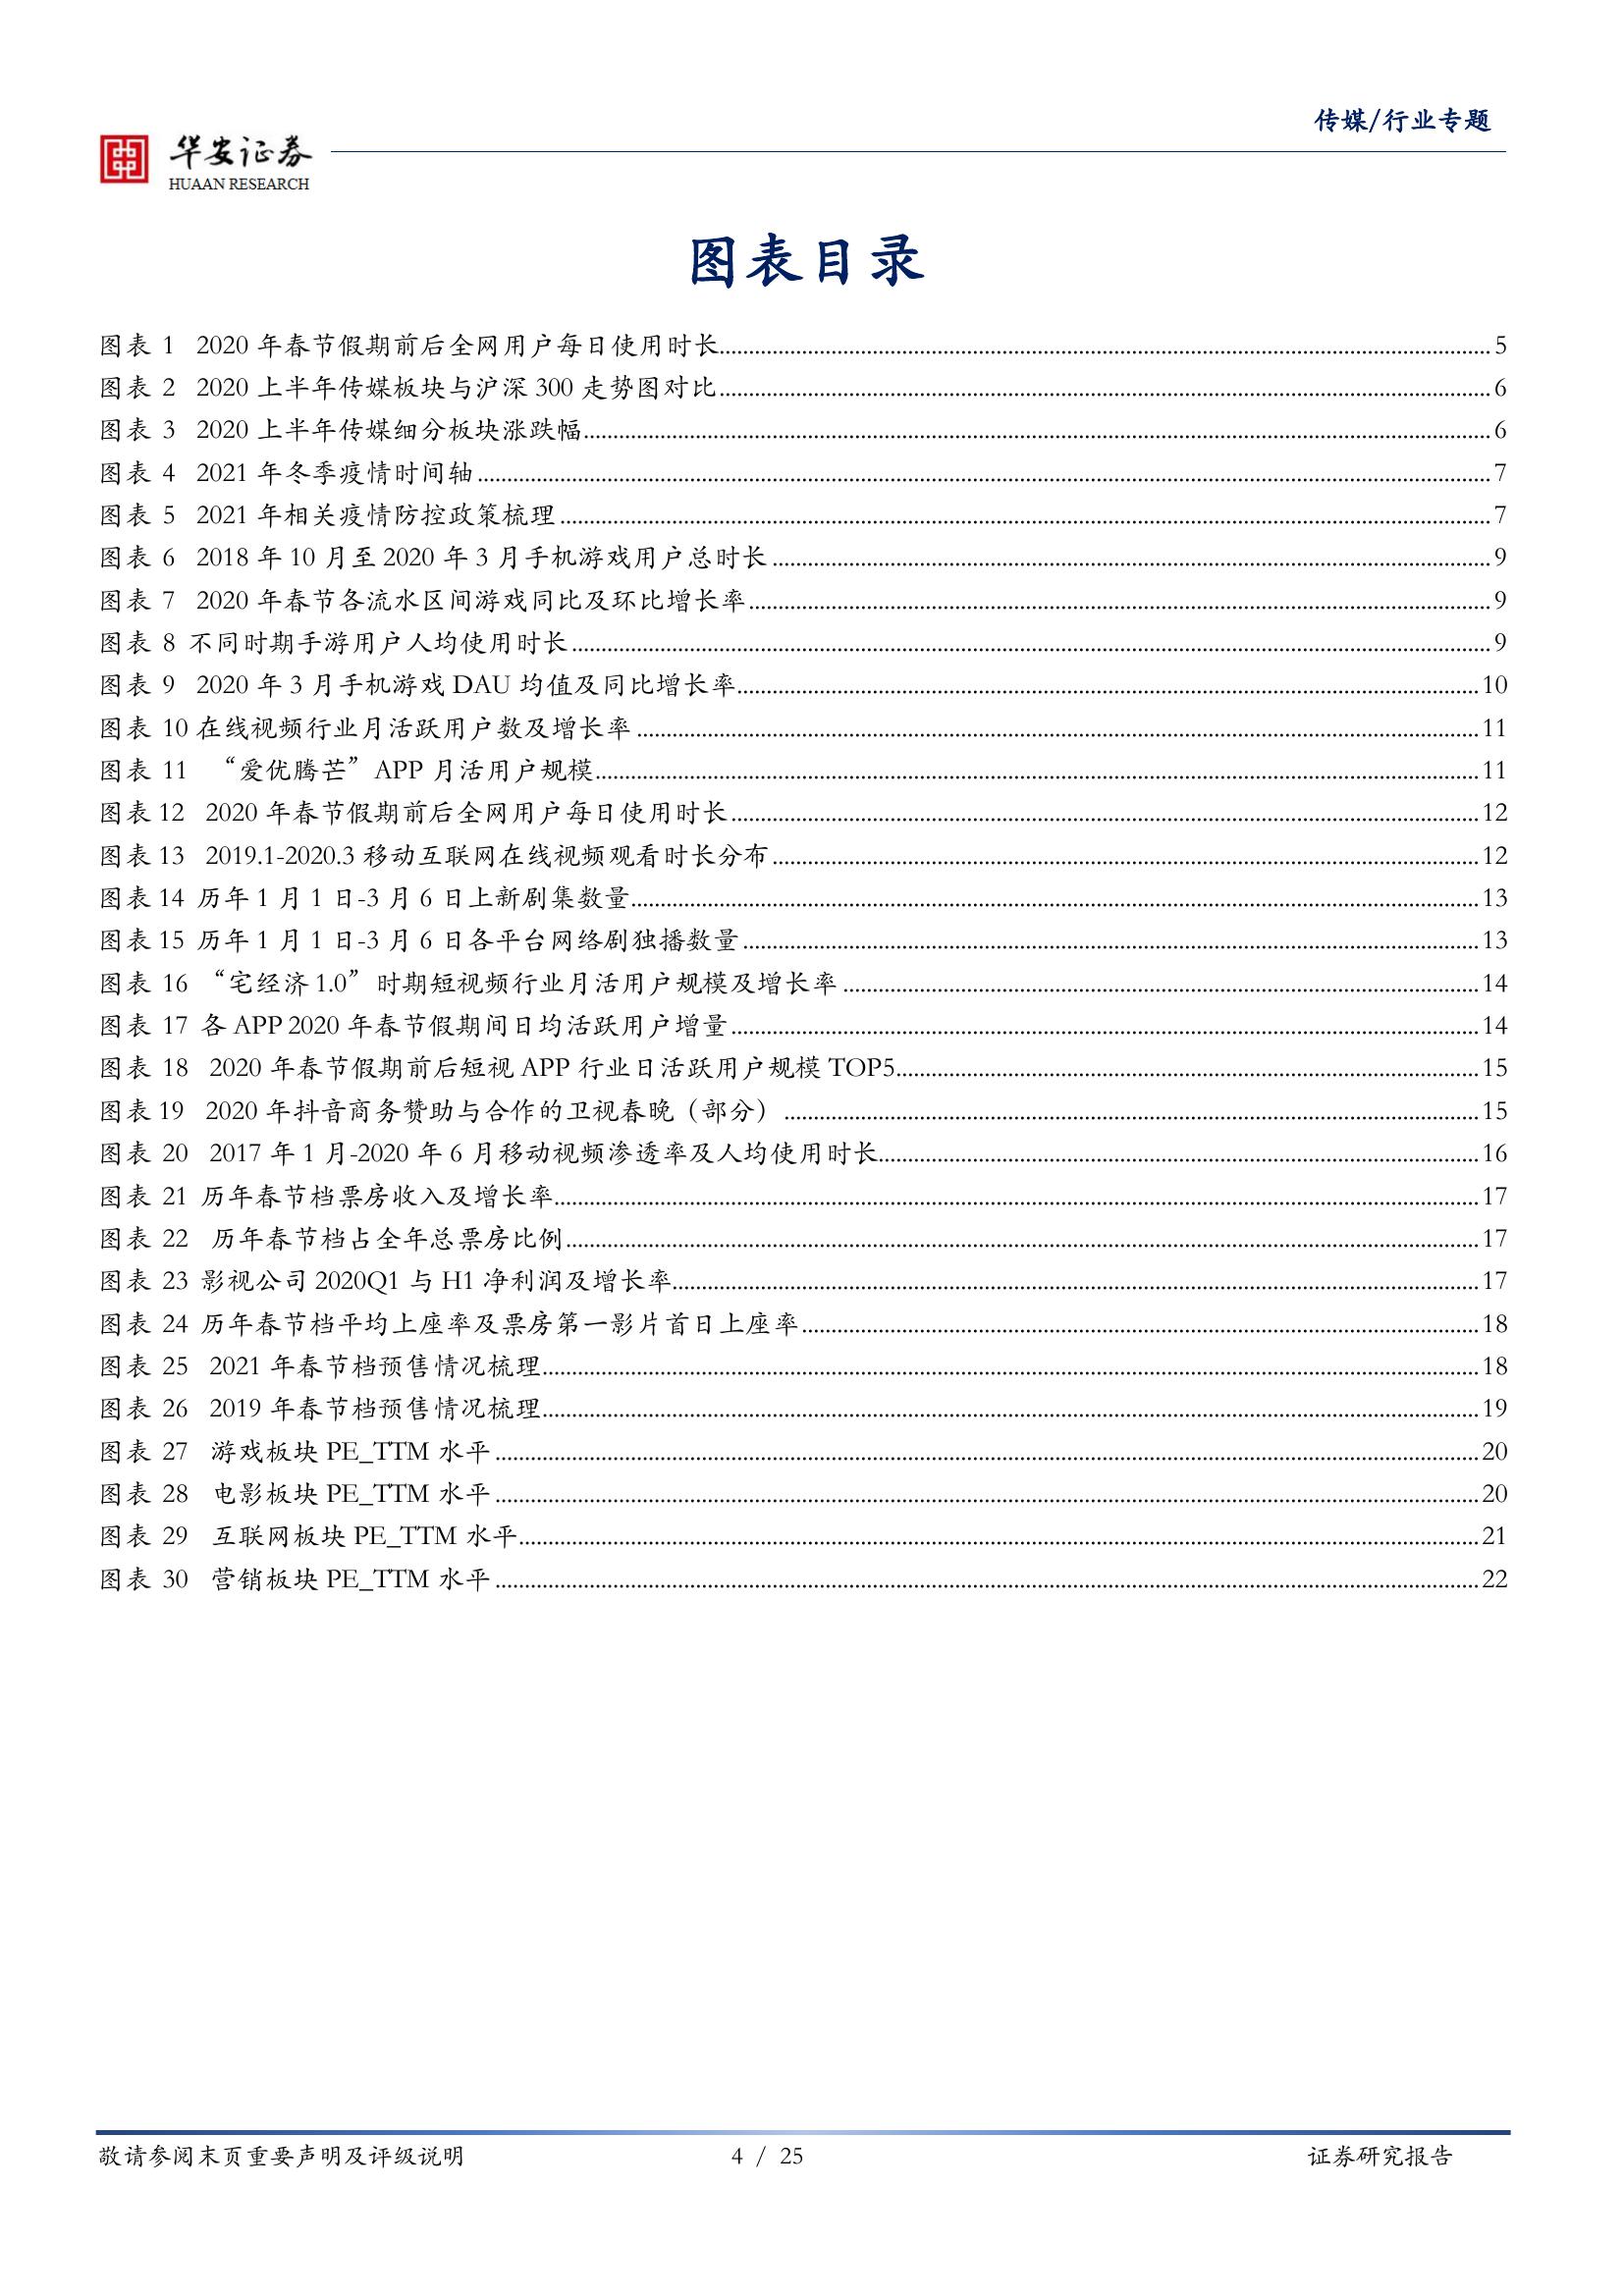 传媒/行业专题
华安证券
HUAAN RESEARCH
图表目录
图表 1 2020 年春节假期前后全网用户每日使用时长 5
图表 2 2020 上半年传媒板块与沪深 300 走势图对比 6
图表 3 2020 上半年传媒细分板块涨跌幅 6
图表 4 2021 年冬季疫情时间轴 7
图表 5 2021 年相关疫情防控政策梳理 7
图表 6 2018 年 10 月至 2020 年 3 月手机游戏用户总时长 9
图表 7 2020 年春节各流水区间游戏同比及环比增长率 9
图表 8 不同时期手游用户人均使用时长 9
图表 9 2020 年 3 月手机游戏 DAU 均值及同比增长率 10
图表 10 在线视频行业月活跃用户数及增长率 11
图表 11 “爱优腾芒”APP 月活用户规模 11
图表 12 2020 年春节假期前后全网用户每日使用时长 12
图表 13 2019.1-2020.3 移动互联网在线视频观看时长分布 12
图表 14 历年 1 月 1 日-3 月 6 日上新剧集数量 13
图表 15 历年 1 月 1 日-3 月 6 日各平台网络剧独播数量 13
图表 16 “宅经济 1.0”时期短视频行业月活用户规模及增长率 14
图表 17 各 APP 2020 年春节假期间日均活跃用户增量 14
图表 18 2020 年春节假期前后短视 APP 行业日活跃用户规模 TOP5 15
图表 19 2020 年抖音商务赞助与合作的卫视春晚（部分） 15
图表 20 2017 年 1 月-2020 年 6 月移动视频渗透率及人均使用时长 16
图表 21 历年春节档票房收入及增长率 17
图表 22 历年春节档占全年总票房比例 17
图表 23 影视公司 2020Q1 与 H1 净利润及增长率 17
图表 24 历年春节档平均上座率及票房第一影片首日上座率 18
图表 25 2021 年春节档预售情况梳理 18
图表 26 2019 年春节档预售情况梳理 19
图表 27 游戏板块 PE_TTM 水平 20
图表 28 电影板块 PE_TTM 水平 20
图表 29 互联网板块 PE_TTM 水平 21
图表 30 营销板块 PE_TTM 水平 22
敬请参阅末页重要声明及评级说明 4 / 25 证券研究报告